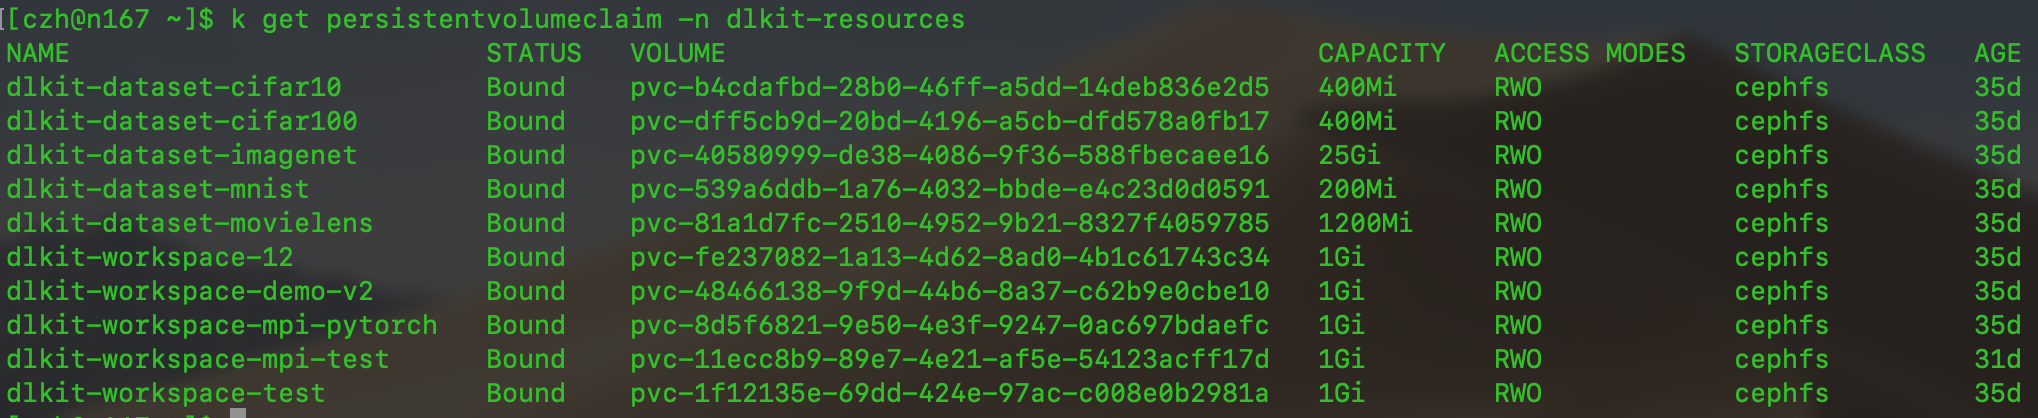 [[czh@n167 ~]$ k get persistentvolumeclaim -n dlkit-resources
NAME STATUS VOLUME CAPACITY ACCESS MODES STORAGECLASS AGE
dlkit-dataset-cifar10 Bound pvc-b4cdafbd-28b0-46ff-a5dd-14deb836e2d5 400Mi RWO cephfs 35d
dlkit-dataset-cifar100 Bound pvc-dff5cb9d-20bd-4196-a5cb-dfd578a0fb17 400Mi RWO cephfs 35d
dlkit-dataset-imagenet Bound pvc-40580999-de38-4086-9f36-588fbecaee16 25Gi RWO cephfs 35d
dlkit-dataset-mnist Bound pvc-539a6ddb-1a76-4032-bbde-e4c23d0d0591 200Mi RWO cephfs 35d
dlkit-dataset-movielens Bound pvc-81a1d7fc-2510-4952-9b21-8327f4059785 1200Mi RWO cephfs 35d
dlkit-workspace-12 Bound pvc-fe237082-1a13-4d62-8ad0-4b1c61743c34 1Gi RWO cephfs 35d
dlkit-workspace-demo-v2 Bound pvc-48466138-9f9d-44b6-8a37-c62b9e0cbe10 1Gi RWO cephfs 35d
dlkit-workspace-mpi-pytorch Bound pvc-8d5f6821-9e50-4e3f-9247-0ac697bdaefc 1Gi RWO cephfs 35d
dlkit-workspace-mpi-test Bound pvc-11ecc8b9-89e7-4e21-af5e-54123acff17d 1Gi RWO cephfs 31d
dlkit-workspace-test Bound pvc-1f12135e-69dd-424e-97ac-c008e0b2981a 1Gi RWO cephfs 35d